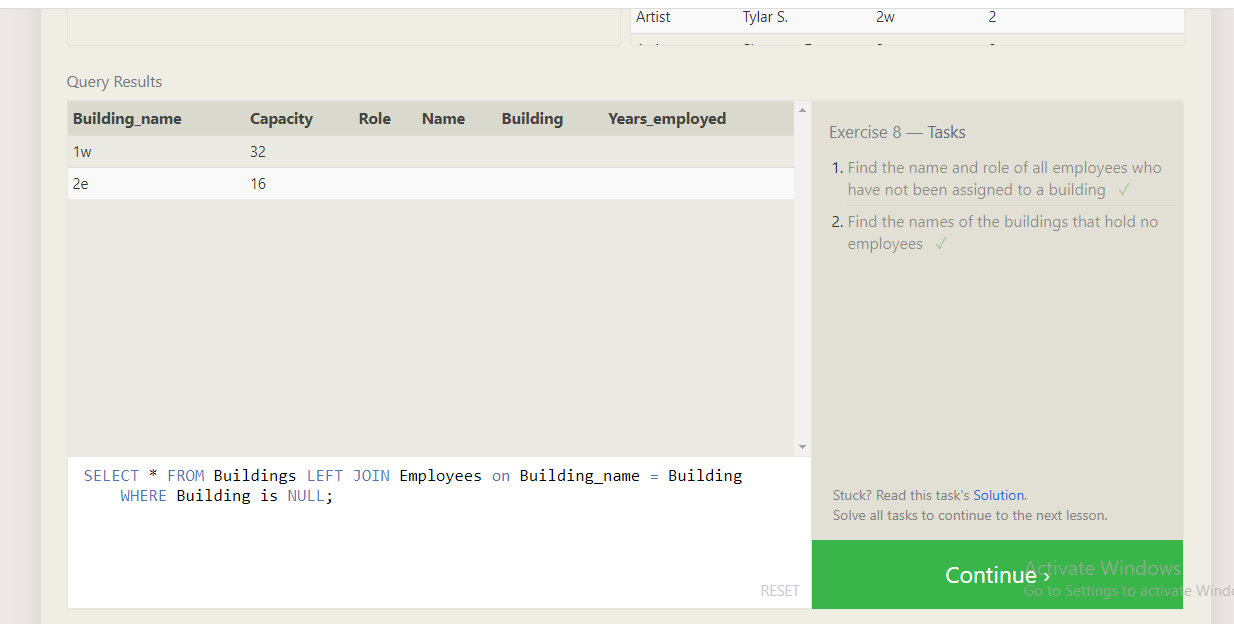 Artist Tylar S. 2w 2
Query Results
Building_name Capacity Role Name Building Years_employed
1w 32
2e 16
SELECT * FROM Buildings LEFT JOIN Employees on Building_name = Building
WHERE Building is NULL;
RESET
Exercise 8 — Tasks
1. Find the name and role of all employees who
have not been assigned to a building ✓
2. Find the names of the buildings that hold no
employees ✓
Stuck? Read this task's Solution.
Solve all tasks to continue to the next lesson.
Continue ›
Activate Windows
Go to Settings to activate Windo